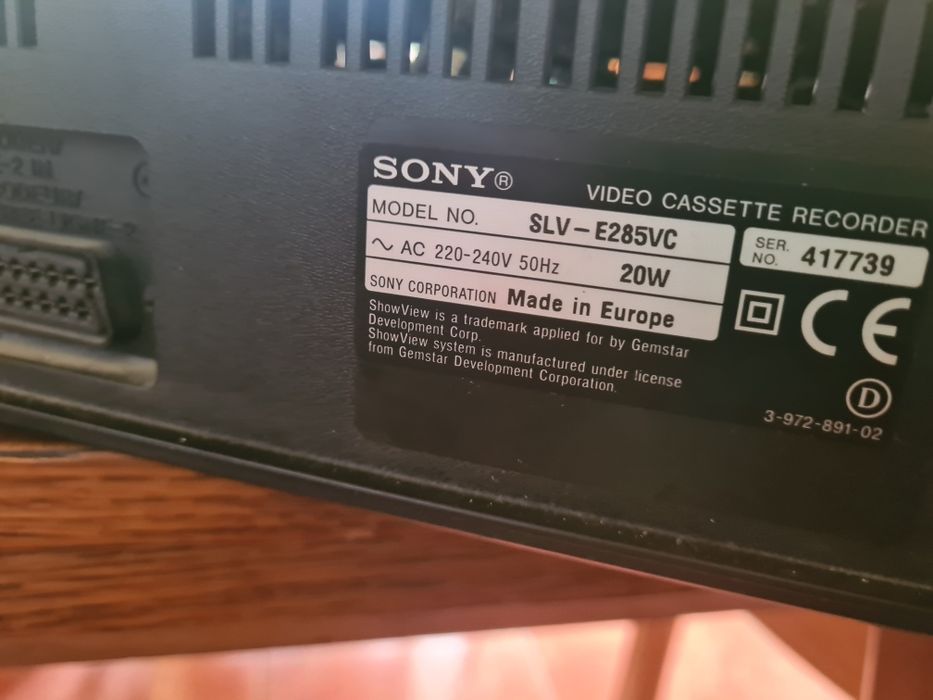 SONY®
VIDEO CASSETTE RECORDER
MODEL NO. SLV-E285VC
SER. NO. 417739
~ AC 220-240V 50Hz 20W
SONY CORPORATION Made in Europe
ShowView is a trademark applied for by Gemstar
Development Corp.
ShowView system is manufactured under license
from Gemstar Development Corporation.
CE
D
3-972-891-02